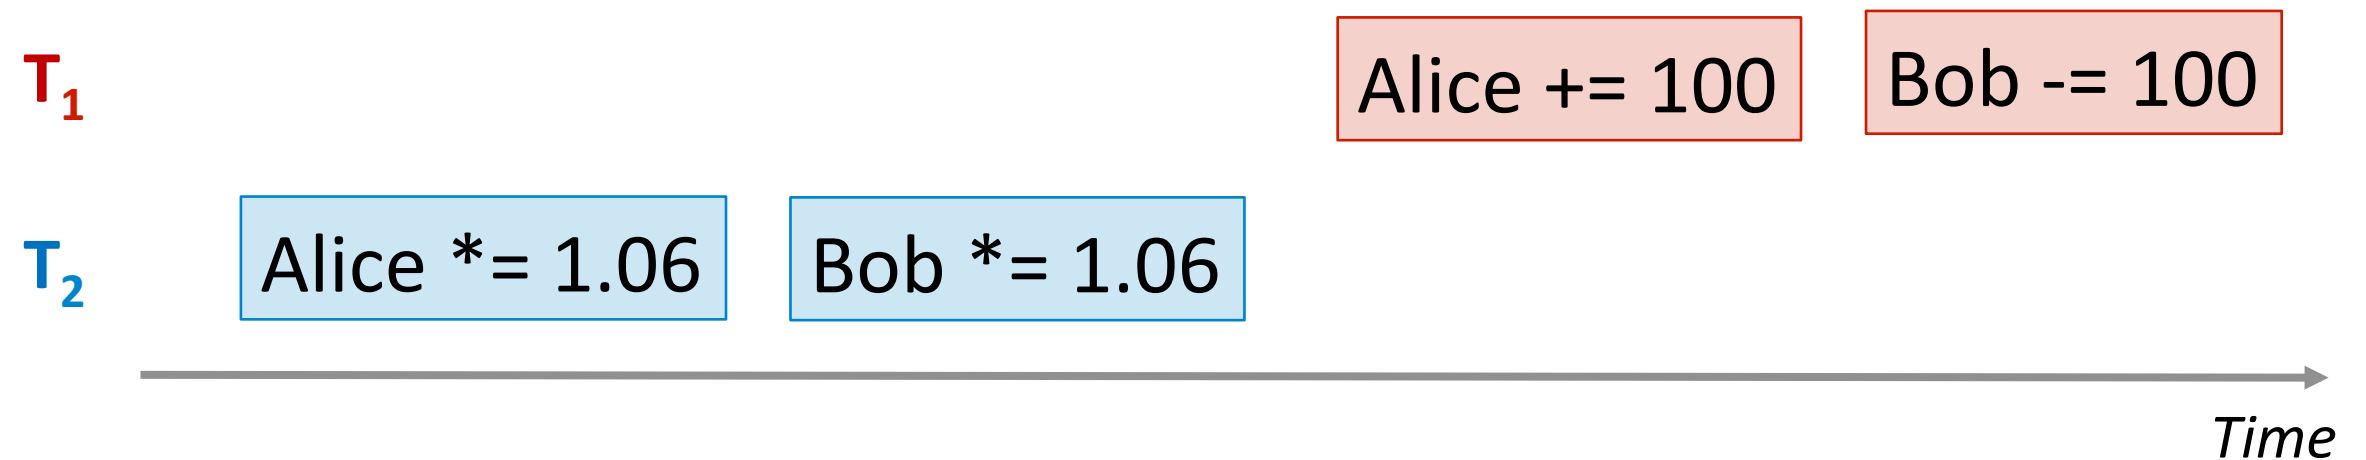 T1 Alice += 100 Bob -= 100
T2 Alice *= 1.06 Bob *= 1.06
Time